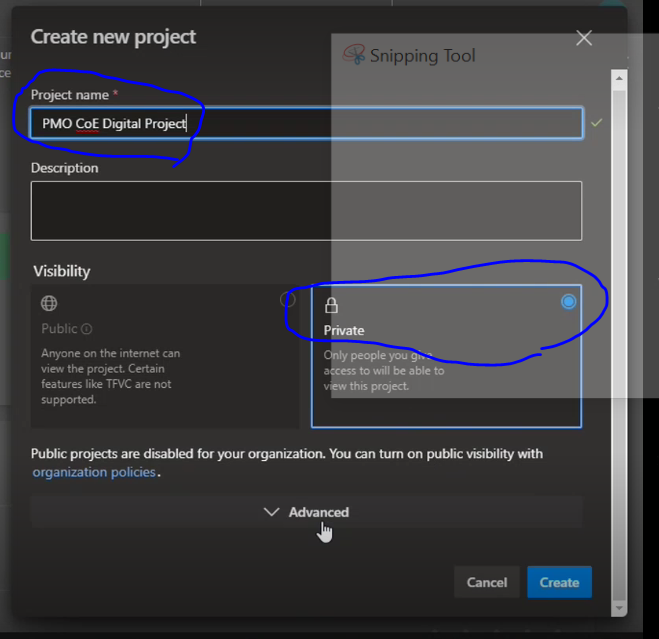 Create new project
Snipping Tool
Project name *
PMO CoE Digital Project
Description
Visibility
Public
Anyone on the internet can
view the project. Certain
features like TFVC are not
supported.
Private
Only people you give
access to will be able to
view this project.
Public projects are disabled for your organization. You can turn on public visibility with
organization policies.
Advanced
Cancel
Create